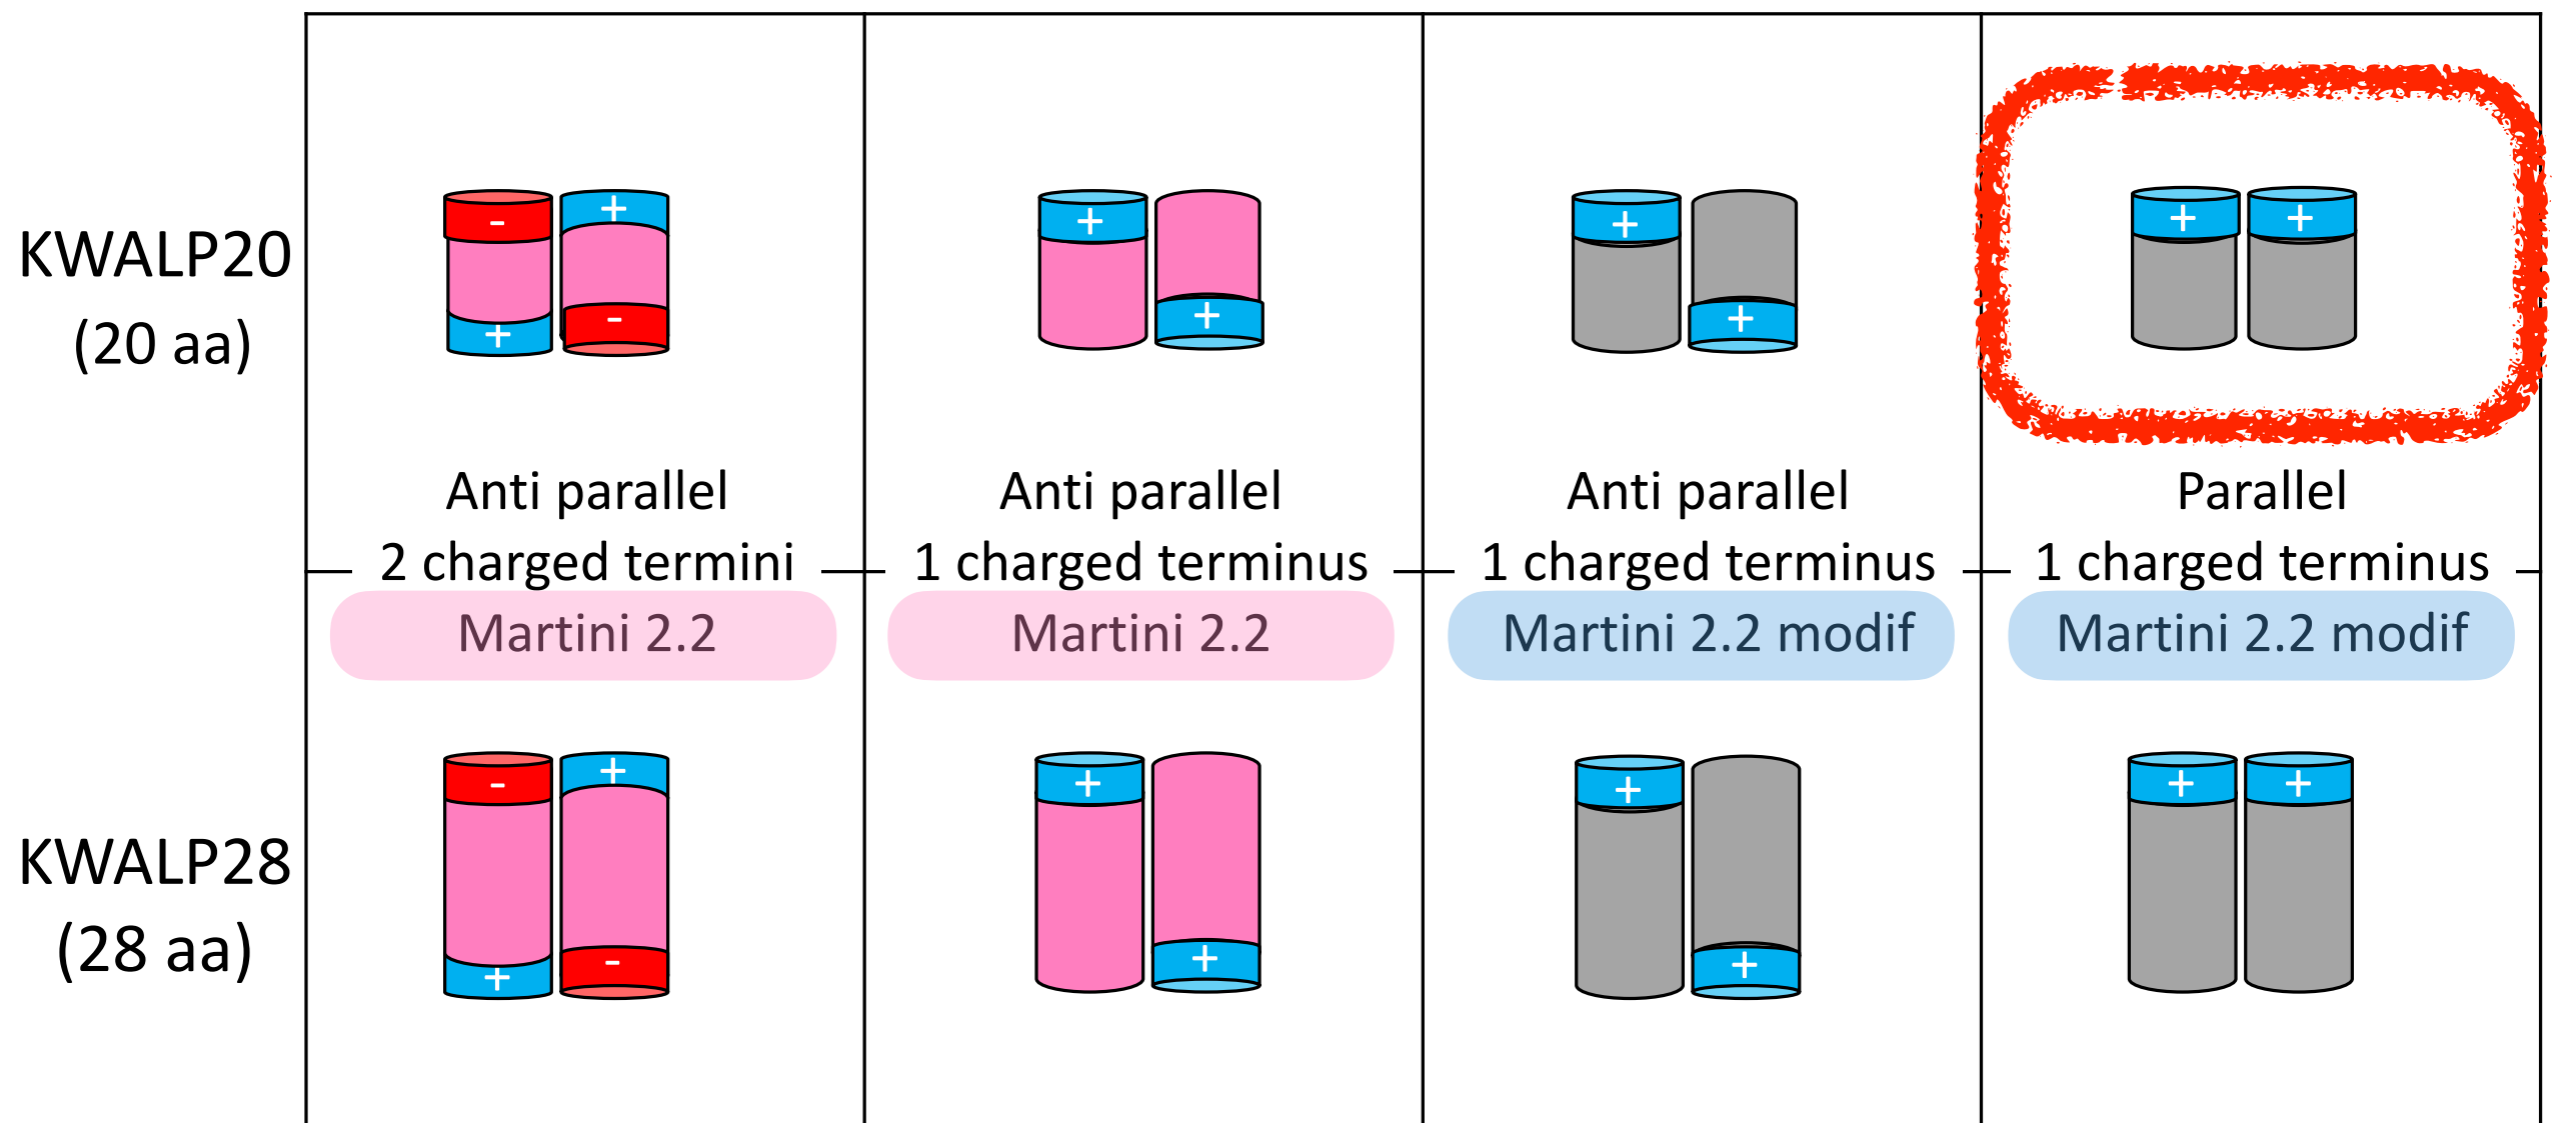 - + + + +
KWALP20
+ - + + +
(20 aa)
Anti parallel
2 charged termini
Martini 2.2
Anti parallel
1 charged terminus
Martini 2.2
Anti parallel
1 charged terminus
Martini 2.2 modif
Parallel
1 charged terminus
Martini 2.2 modif
- + + + + +
KWALP28
(28 aa)
+ - + +